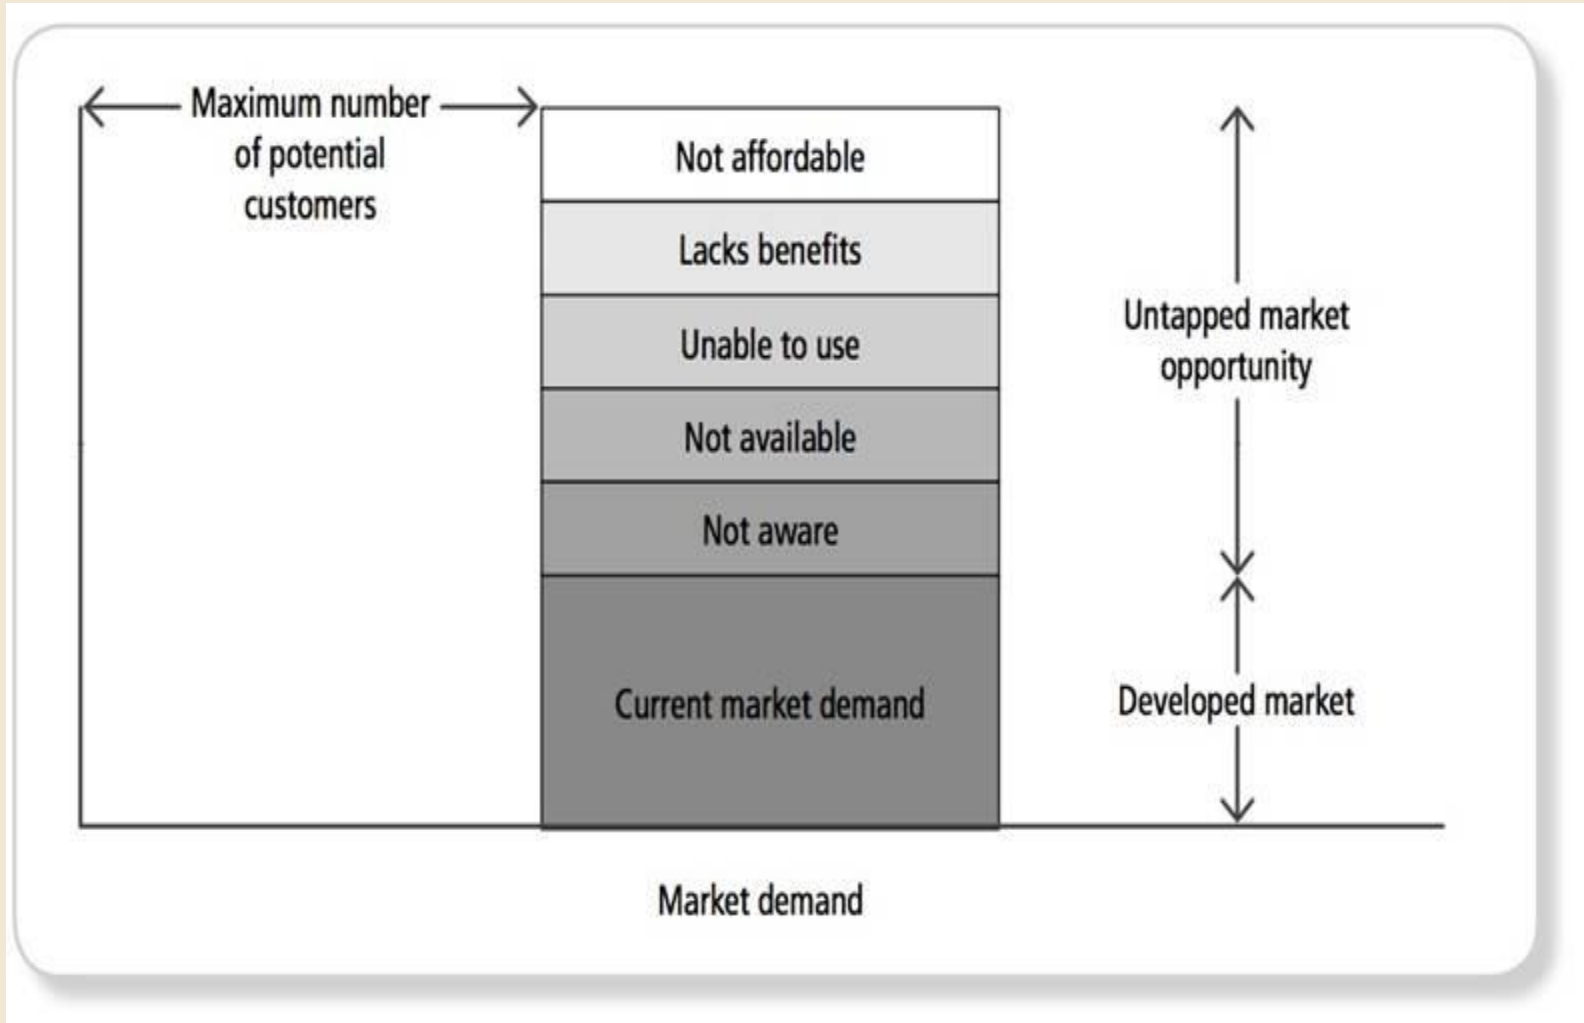 Maximum number
of potential
customers
Not affordable
Lacks benefits
Unable to use
Not available
Not aware
Current market demand
Untapped market
opportunity
Developed market
Market demand